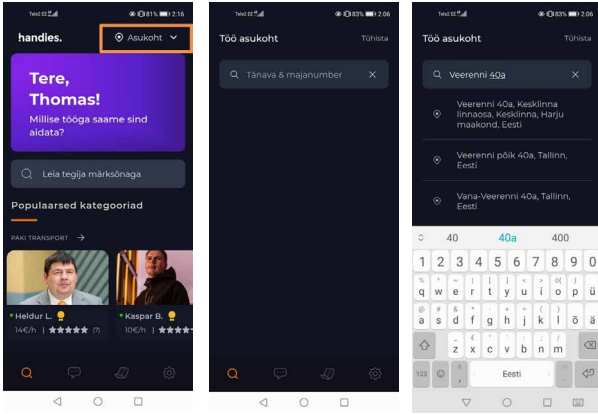 Tele2 EE
81%
2:16
handies.
Asukoht
Tere,
Thomas!
Millise tööga saame sind
aidata?
Leia tegija märksõnaga
Populaarsed kategooriad
PAKI TRANSPORT →
Heldur L.
14€/h | ★★★★★ (7)
Kaspar B.
10€/h | ★★★★
Tele2 EE
83%
2:06
Töö asukoht
Tühista
Tänava & majanumber
Tele2 EE
83%
2:06
Töö asukoht
Tühista
Veerenni 40a
Veerenni 40a, Kesklinna
linnaosa, Kesklinna, Harju
maakond, Eesti
Veerenni põik 40a, Tallinn,
Eesti
Vana-Veerenni 40a, Tallinn,
Eesti
40 40a 400
1 2 3 4 5 6 7 8 9 0
q w e r t y u i o p ü
a s d f g h j k l õ ä
z x c v b n m
123 Eesti